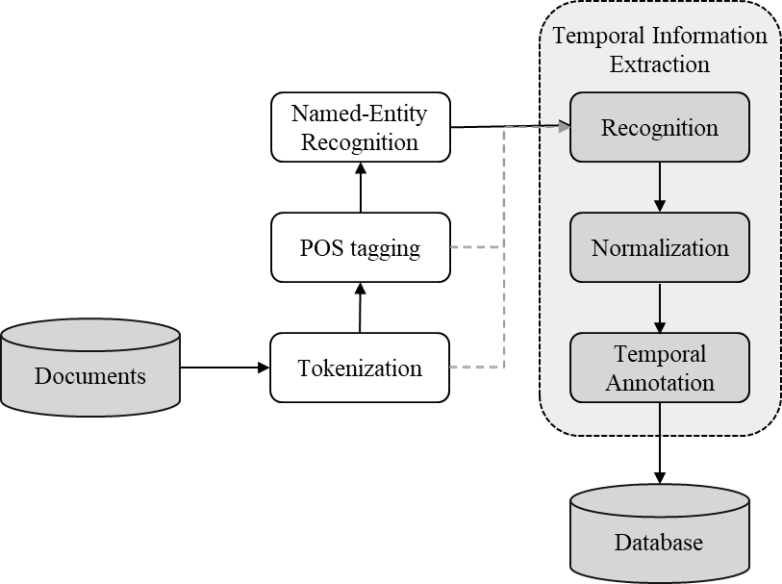 Temporal Information
Extraction
Named-Entity
Recognition
Recognition
POS tagging
Normalization
Documents
Tokenization
Temporal
Annotation
Database